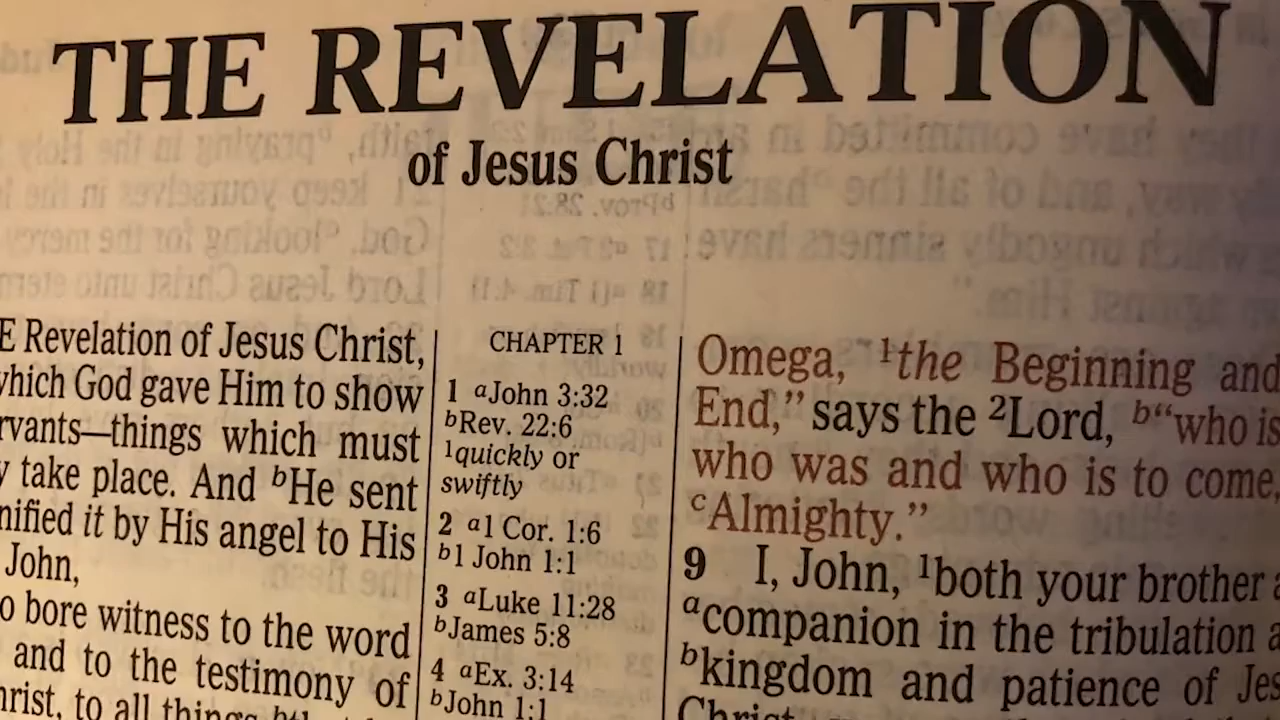 THE REVELATION
of Jesus Christ
E Revelation of Jesus Christ,
which God gave Him to show
rvants—things which must
y take place. And bHe sent
nified it by His angel to His
John,
o bore witness to the word
and to the testimony of
hrist, to all things
CHAPTER 1
1 aJohn 3:32
bRev. 22:6
1quickly or
swiftly
2 a1 Cor. 1:6
b1 John 1:1
3 aLuke 11:28
bJames 5:8
4 aEx. 3:14
bJohn 1:1
Omega, 1the Beginning and
End,” says the 2Lord, b“who is
who was and who is to come,
cAlmighty.”
9 I, John, 1both your brother
acompanion in the tribulation
bkingdom and patience of Jes
Christ